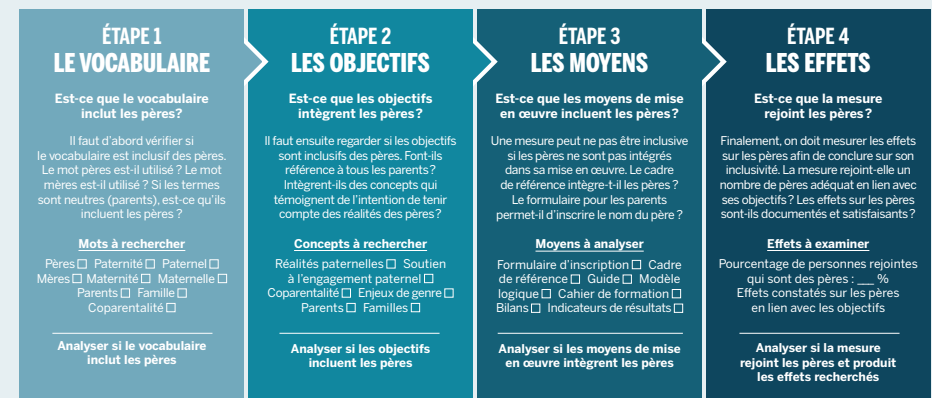 ÉTAPE 1
LE VOCABULAIRE
Est-ce que le vocabulaire
inclut les pères ?
Il faut d'abord vérifier si
le vocabulaire est inclusif des pères.
Le mot pères est-il utilisé ? Le mot
mères est-il utilisé ? Si les termes
sont neutres (parents), est-ce qu'ils
incluent les pères ?
Mots à rechercher
Pères □ Paternité □ Paternel □
Mères □ Maternité □ Maternelle □
Parents □ Famille □
Coparentalité □
Analyser si le vocabulaire
inclut les pères
ÉTAPE 2
LES OBJECTIFS
Est-ce que les objectifs
intègrent les pères ?
Il faut ensuite regarder si les objectifs
sont inclusifs des pères. Font-ils
référence à tous les parents ?
Intègrent-ils des concepts qui
témoignent de l'intention de tenir
compte des réalités des pères ?
Concepts à rechercher
Réalités paternelles □ Soutien
à l'engagement paternel □
Coparentalité □ Enjeux de genre □
Parents □ Familles □
Analyser si les objectifs
incluent les pères
ÉTAPE 3
LES MOYENS
Est-ce que les moyens de mise
en œuvre incluent les pères ?
Une mesure peut ne pas être inclusive
si les pères ne sont pas intégrés
dans sa mise en œuvre. Le cadre
de référence intègre-t-il les pères ?
Le formulaire pour les parents
permet-il d'inscrire le nom du père ?
Moyens à analyser
Formulaire d'inscription □ Cadre
de référence □ Guide □ Modèle
logique □ Cahier de formation □
Bilans □ Indicateurs de résultats □
Analyser si les moyens de mise
en œuvre intègrent les pères
ÉTAPE 4
LES EFFETS
Est-ce que la mesure
rejoint les pères ?
Finalement, on doit mesurer les effets
sur les pères afin de conclure sur son
inclusivité. La mesure rejoint-elle un
nombre de pères adéquat en lien avec
ses objectifs ? Les effets sur les pères
sont-ils documentés et satisfaisants ?
Effets à examiner
Pourcentage de personnes rejointes
qui sont des pères : ___ %
Effets constatés sur les pères
en lien avec les objectifs
Analyser si la mesure
rejoint les pères et produit
les effets recherchés